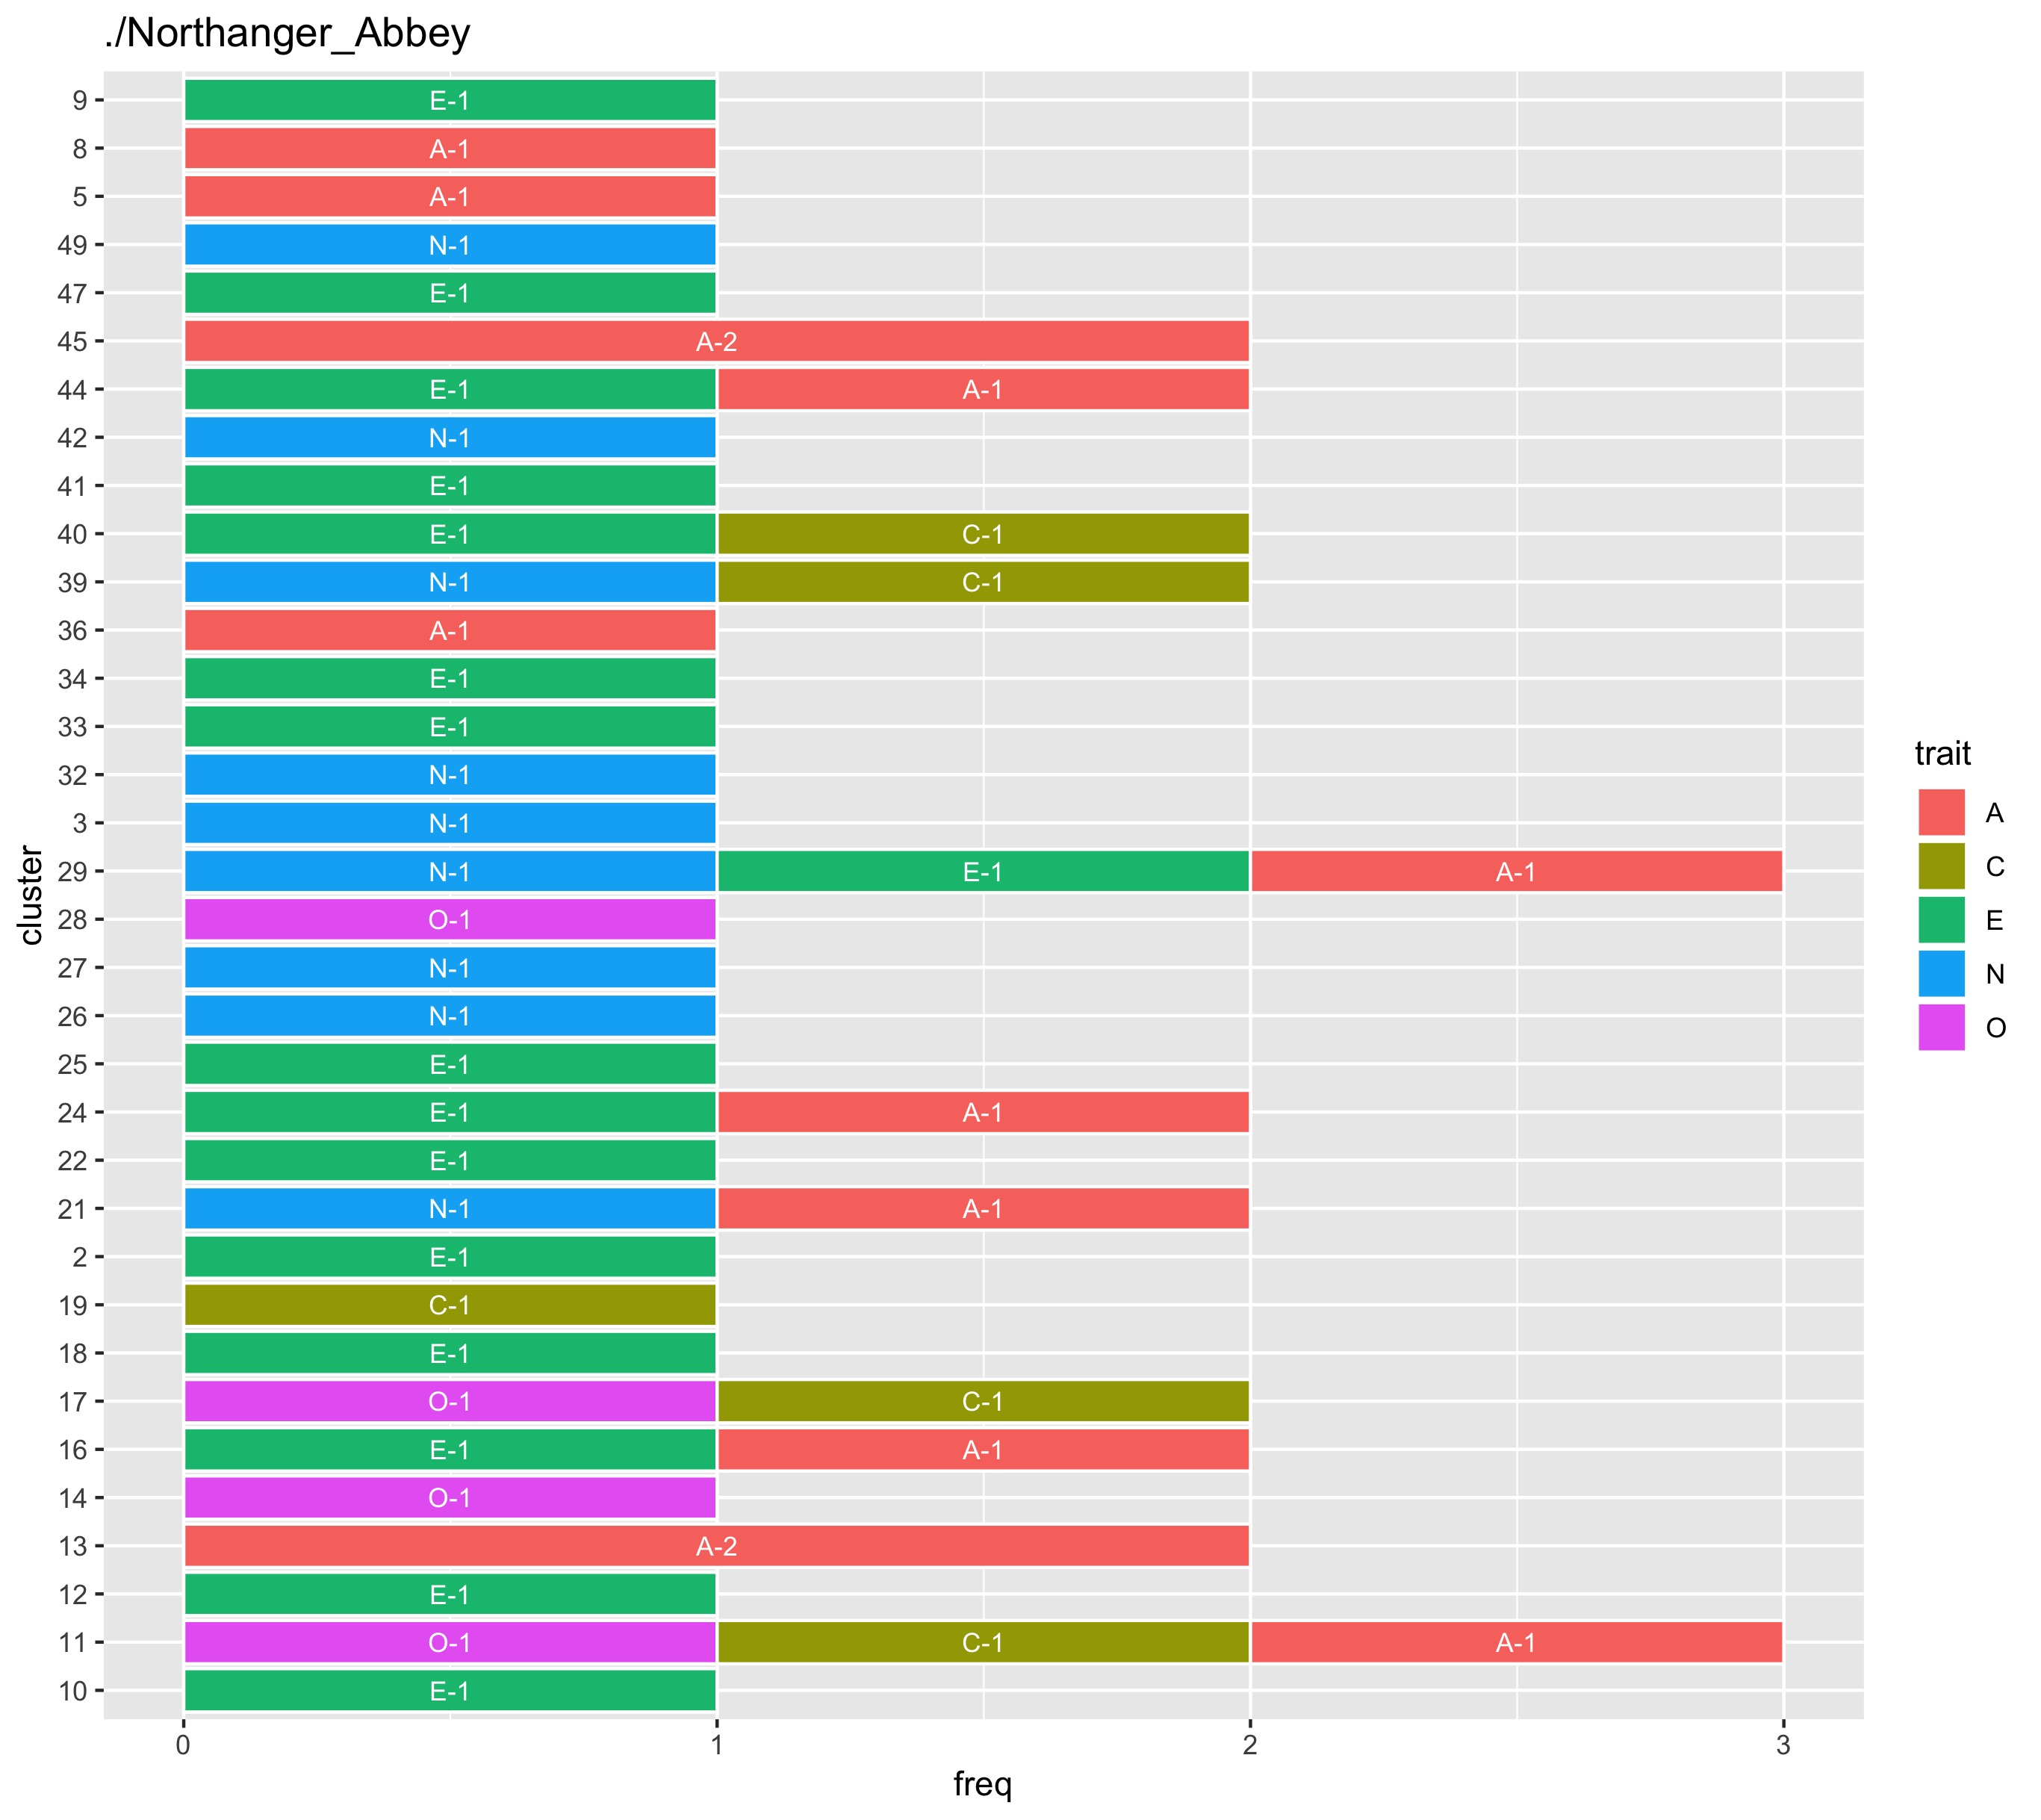 ./Northanger_Abbey
9 E-1
8 A-1
5 A-1
49 N-1
47 E-1
45 A-2
44 E-1 A-1
42 N-1
41 E-1
40 E-1 C-1
39 N-1 C-1
36 A-1
34 E-1
33 E-1
32 N-1
3 N-1
29 N-1 E-1 A-1
28 O-1
27 N-1
26 N-1
25 E-1
24 E-1 A-1
22 E-1
21 N-1 A-1
2 E-1
19 C-1
18 E-1
17 O-1 C-1
16 E-1 A-1
14 O-1
13 A-2
12 E-1
11 O-1 C-1 A-1
10 E-1
0 1 2 3
freq
cluster
trait
A
C
E
N
O